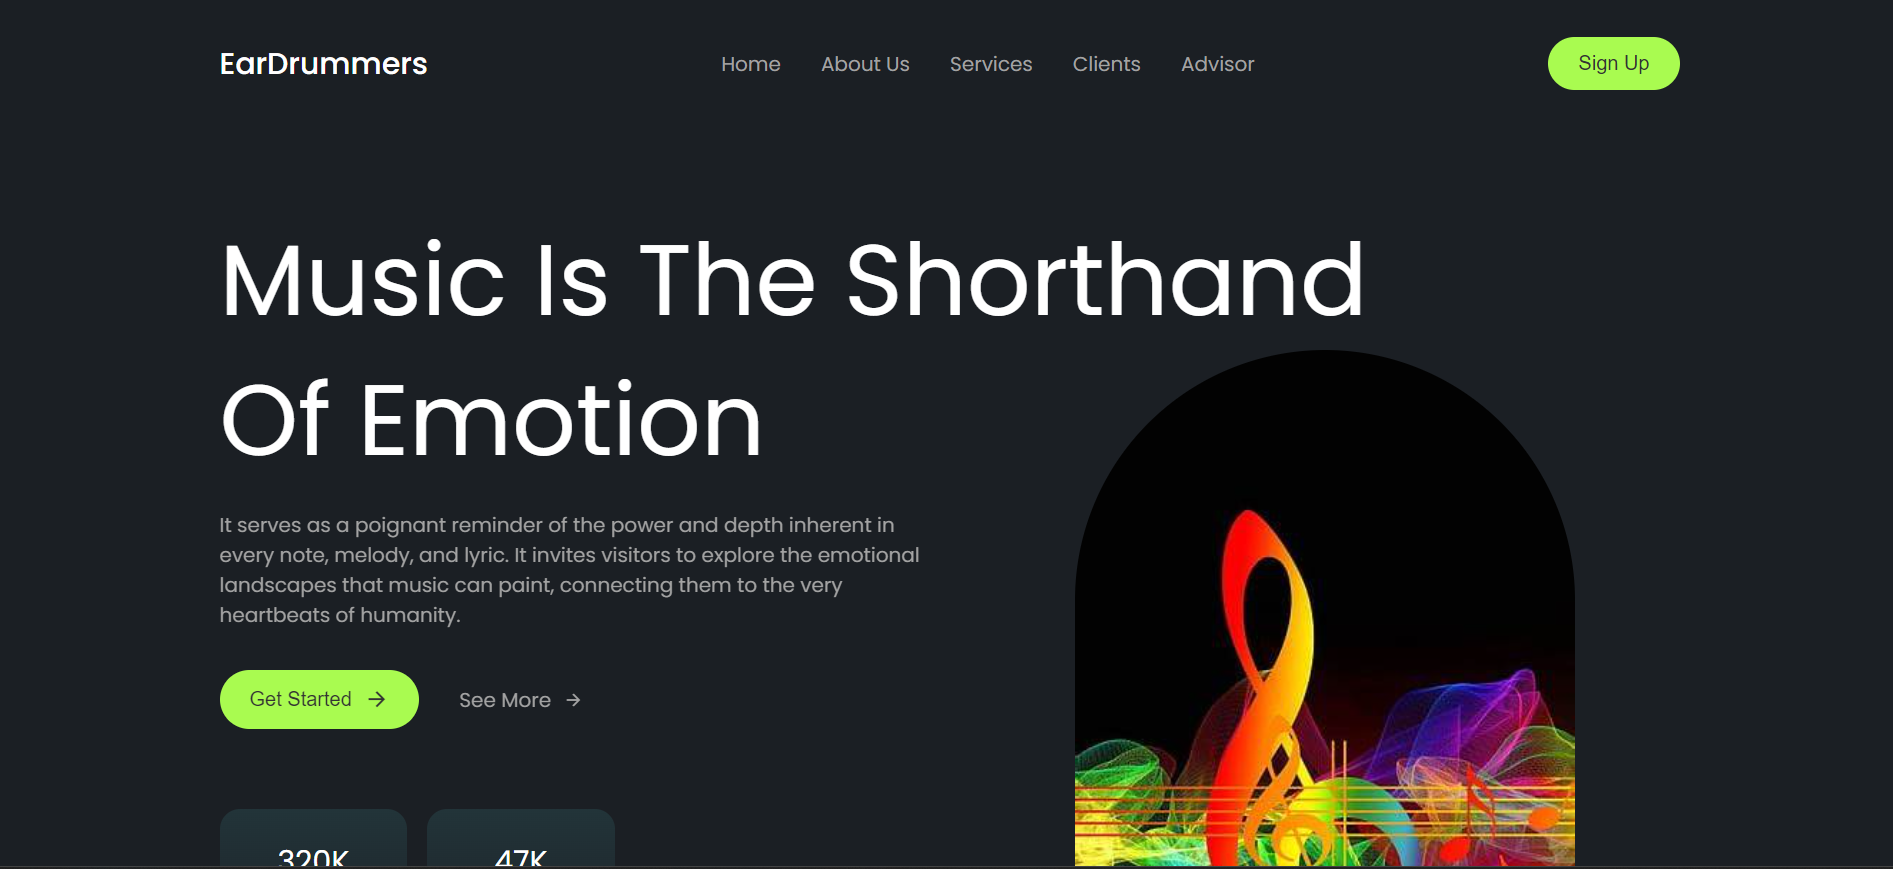 EarDrummers
Home
About Us
Services
Clients
Advisor
Sign Up
Music Is The Shorthand
Of Emotion
It serves as a poignant reminder of the power and depth inherent in
every note, melody, and lyric. It invites visitors to explore the emotional
landscapes that music can paint, connecting them to the very
heartbeats of humanity.
Get Started →
See More →
320K
47K